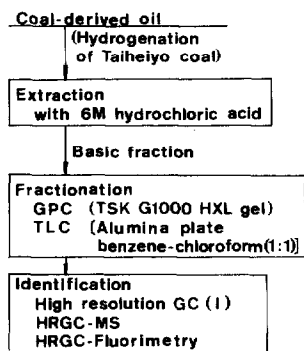 Coal-derived oil
(Hydrogenation
of Taiheiyo coal)
Extraction
with 6M hydrochloric acid
Basic fraction
Fractionation
GPC (TSK G1000 HXL gel)
TLC [Alumina plate
benzene-chloroform(1:1)]
Identification
High resolution GC (I)
HRGC-MS
HRGC-Fluorimetry